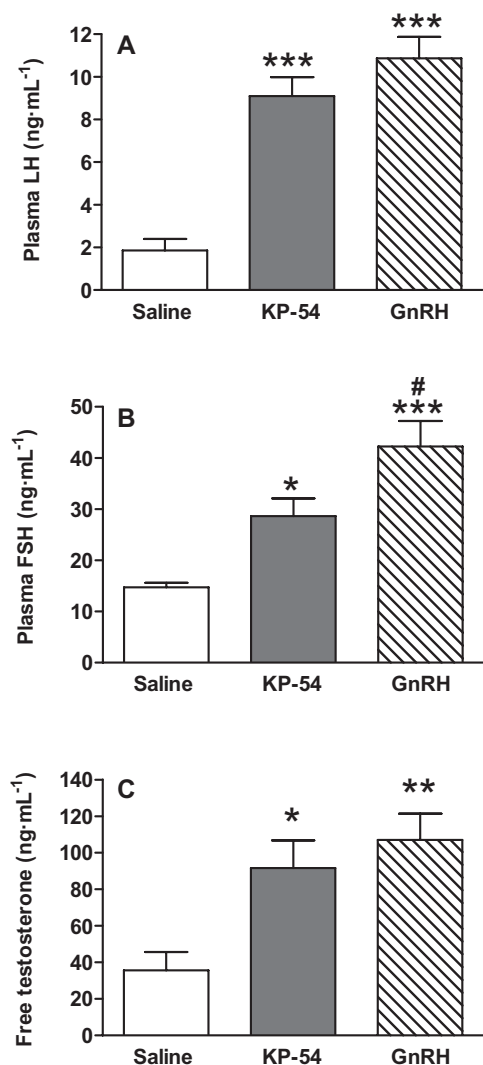 A
Plasma LH (ng·mL⁻¹)
12
10
8
6
4
2
0
*** ***
Saline KP-54 GnRH
B
Plasma FSH (ng·mL⁻¹)
50
40
30
20
10
0
#
* ***
Saline KP-54 GnRH
C
Free testosterone (ng·mL⁻¹)
140
120
100
80
60
40
20
0
* **
Saline KP-54 GnRH